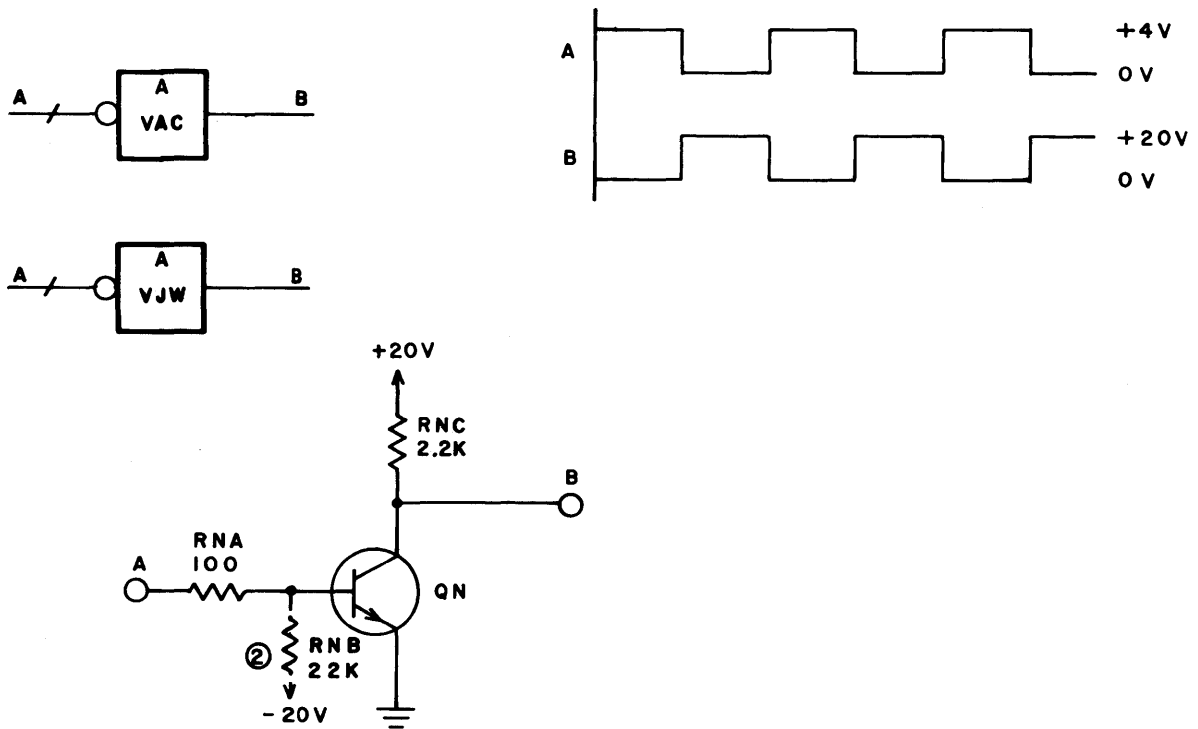 A
A
VAC
B
A
+4V
0V
B
+20V
0V
A
A
VJW
B
+20V
RNC
2.2K
B
A
RNA
100
QN
2
RNB
22K
-20V